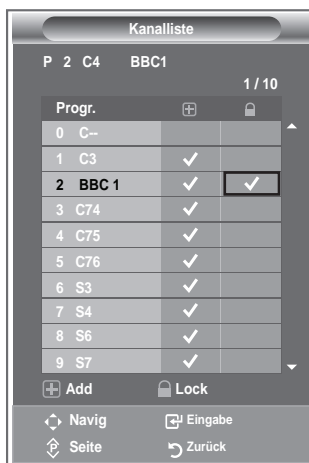 Kanalliste
P 2 C4 BBC1
1 / 10
Progr.
0 C--
1 C3
2 BBC 1
3 C74
4 C75
5 C76
6 S3
7 S4
8 S6
9 S7
Add Lock
Navig Eingabe
P Seite Zurück